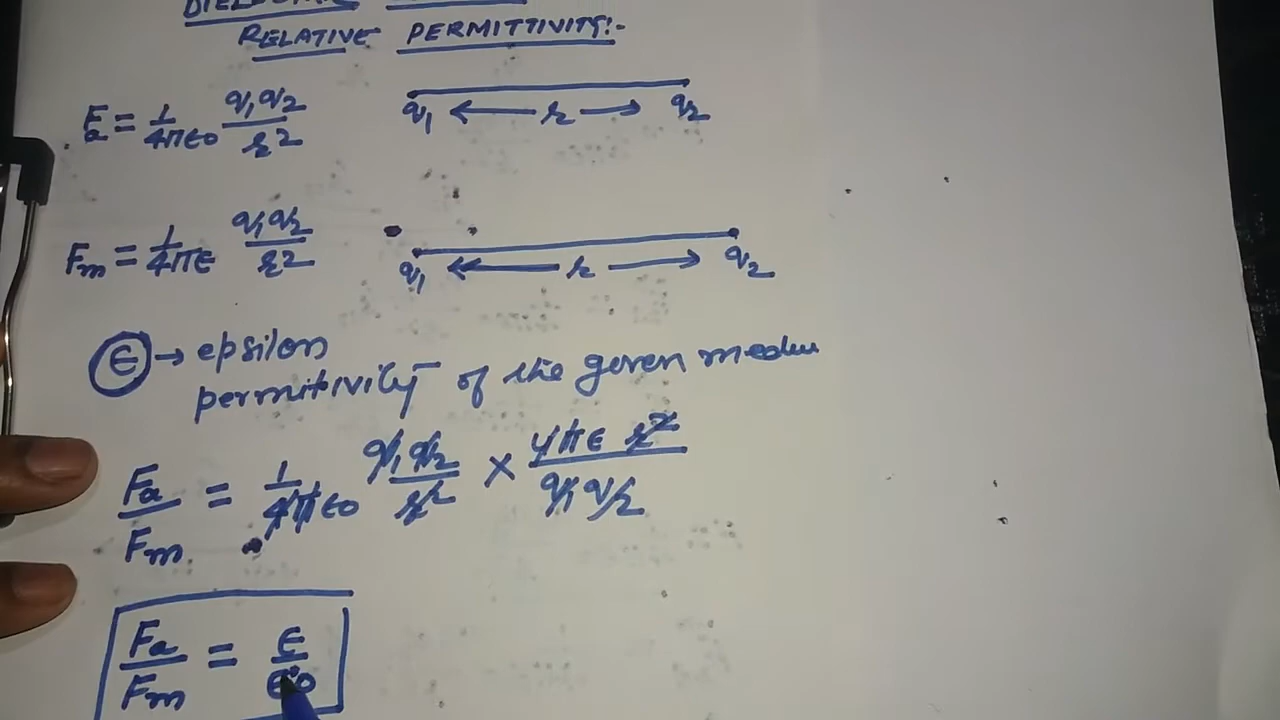 RELATIVE PERMITTIVITY:-
Fa = 1/4πϵ0 q1q2/r2
q1 ← r → q2
Fm = 1/4πϵ q1q2/r2
q1 ← r → q2
ϵ → epsilon
permitivity of the given medu
Fa/Fm = 1/4πϵ0 q1q2/r2 × 4πϵ r2/q1q2
Fa/Fm = ϵ/ϵ0